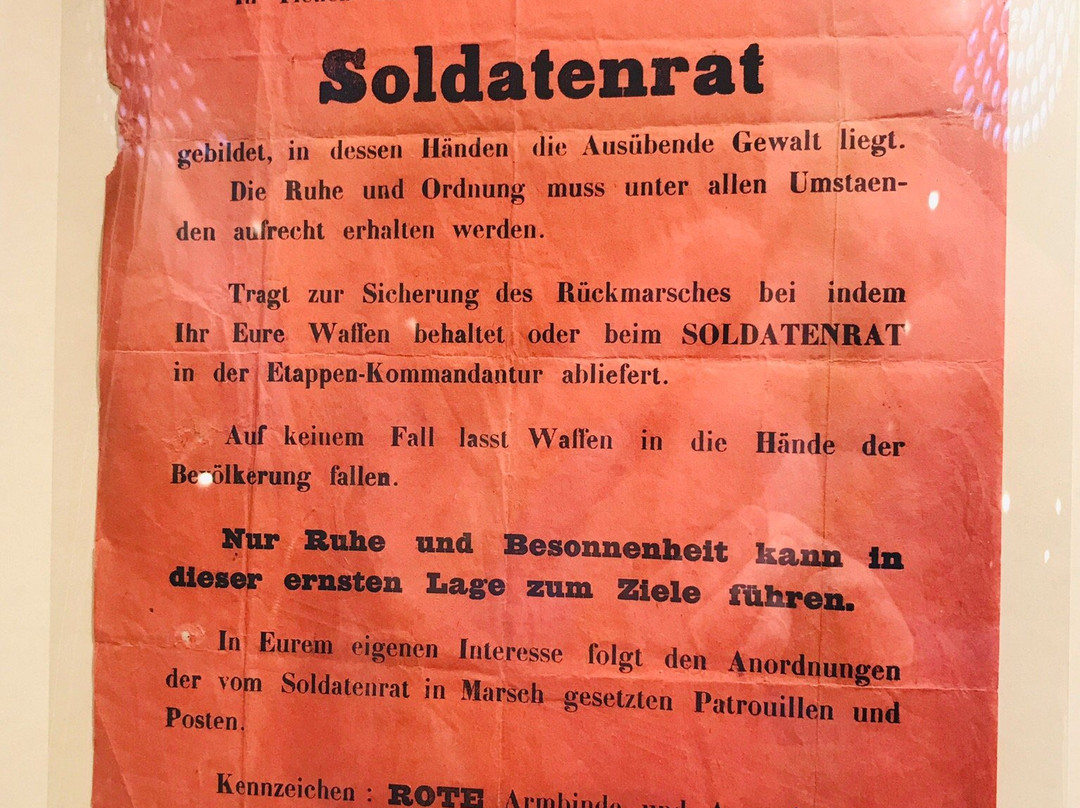 Soldatenrat
gebildet, in dessen Händen die Ausübende Gewalt liegt.
Die Ruhe und Ordnung muss unter allen Umstaen-
den aufrecht erhalten werden.
Tragt zur Sicherung des Rückmarsches bei indem
Ihr Eure Waffen behaltet oder beim SOLDATENRAT
in der Etappen-Kommandantur abliefert.
Auf keinem Fall lasst Waffen in die Hände der
Bevölkerung fallen.
Nur Ruhe und Besonnenheit kann in
dieser ernsten Lage zum Ziele führen.
In Eurem eigenen Interesse folgt den Anordnungen
der vom Soldatenrat in Marsch gesetzten Patrouillen und
Posten.
Kennzeichen : ROTE Armbinde und